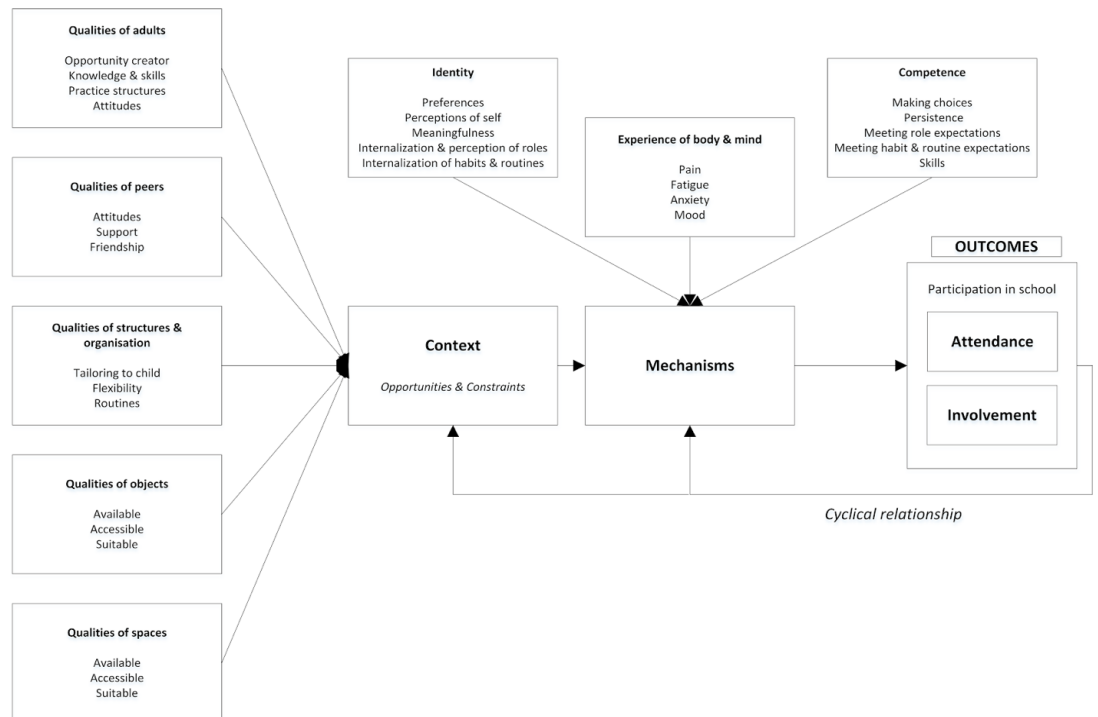 Qualities of adults
Opportunity creator
Knowledge & skills
Practice structures
Attitudes
Qualities of peers
Attitudes
Support
Friendship
Qualities of structures &
organisation
Tailoring to child
Flexibility
Routines
Qualities of objects
Available
Accessible
Suitable
Qualities of spaces
Available
Accessible
Suitable
Identity
Preferences
Perceptions of self
Meaningfulness
Internalization & perception of roles
Internalization of habits & routines
Experience of body & mind
Pain
Fatigue
Anxiety
Mood
Competence
Making choices
Persistence
Meeting role expectations
Meeting habit & routine expectations
Skills
Context
Opportunities & Constraints
Mechanisms
OUTCOMES
Participation in school
Attendance
Involvement
Cyclical relationship